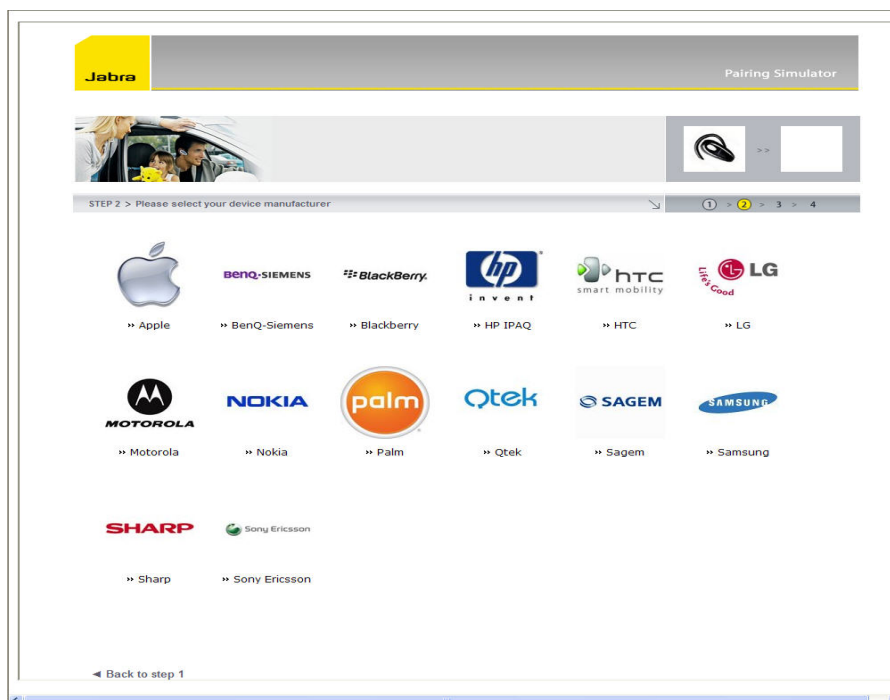 Jabra
Pairing Simulator
>>
STEP 2 > Please select your device manufacturer
1 > 2 > 3 > 4
BenQ-SIEMENS
BlackBerry.
hp
invent
hTC
smart mobility
Life's Good
LG
» Apple
» BenQ-Siemens
» Blackberry
» HP IPAQ
» HTC
» LG
MOTOROLA
NOKIA
palm
Qtek
SAGEM
SAMSUNG
» Motorola
» Nokia
» Palm
» Qtek
» Sagem
» Samsung
SHARP
Sony Ericsson
» Sharp
» Sony Ericsson
◄ Back to step 1